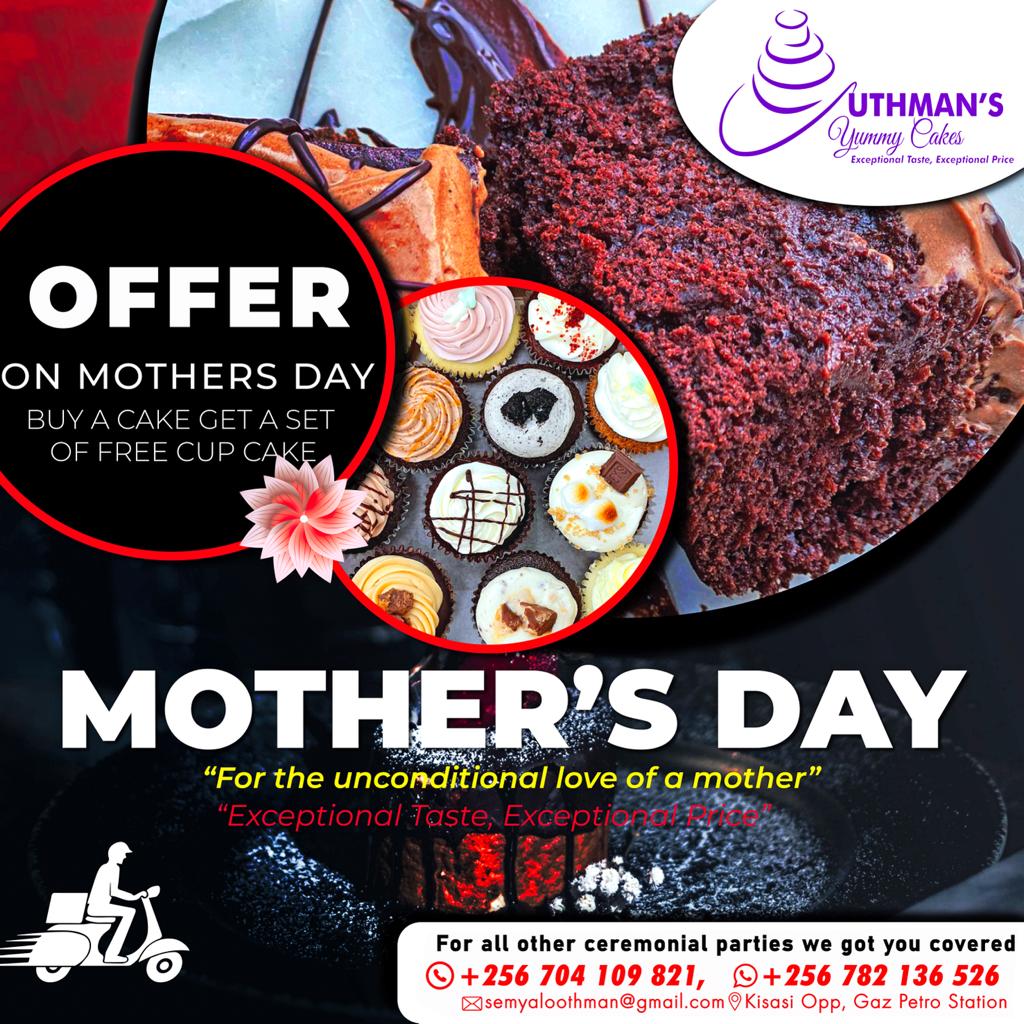 UTHMAN'S
Yummy Cakes
Exceptional Taste, Exceptional Price
OFFER
ON MOTHERS DAY
BUY A CAKE GET A SET
OF FREE CUP CAKE
MOTHER'S DAY
“For the unconditional love of a mother”
“Exceptional Taste, Exceptional Price”
For all other ceremonial parties we got you covered
+256 704 109 821, +256 782 136 526
semyaloothman@gmail.com Kisasi Opp, Gaz Petro Station